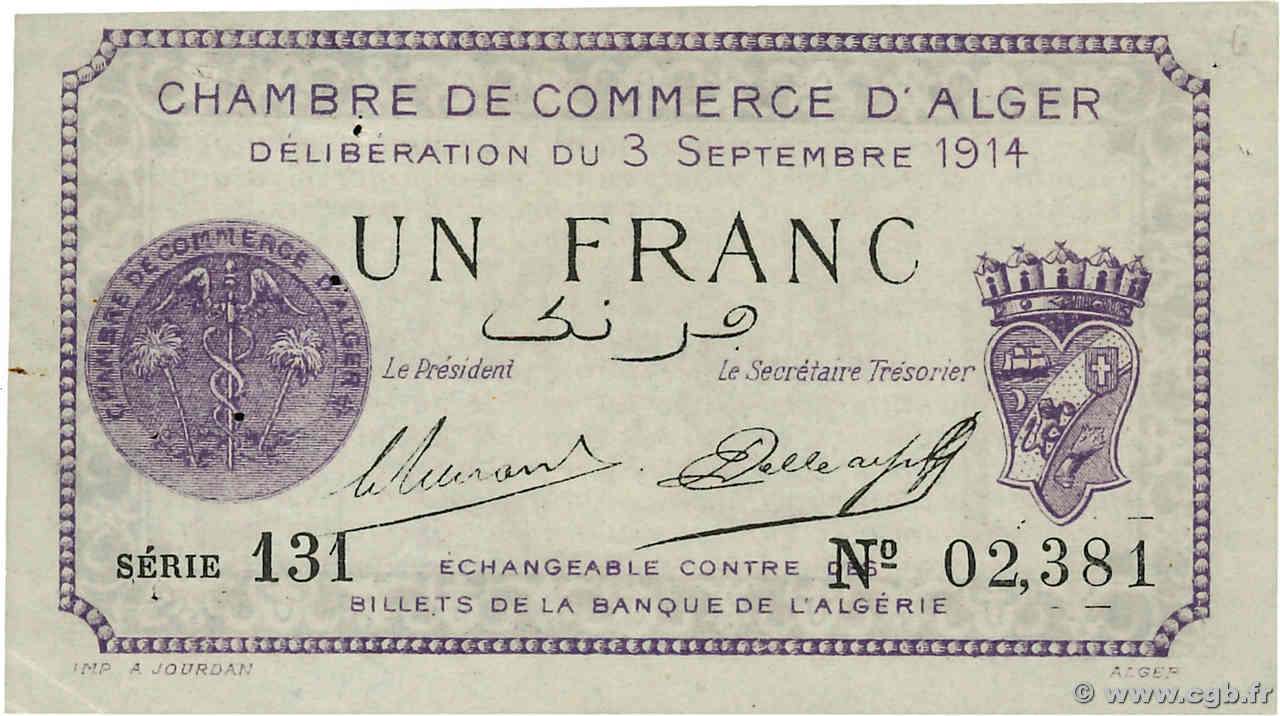 CHAMBRE DE COMMERCE D'ALGER
DÉLIBÉRATION DU 3 SEPTEMBRE 1914
UN FRANC
فرنك
CHAMBRE DE COMMERCE D'ALGER
Le Président
Le Secrétaire Trésorier
SÉRIE 131
Nº 02,381
ÉCHANGEABLE CONTRE DES
BILLETS DE LA BANQUE DE L'ALGÉRIE
IMP A JOURDAN
ALGER
© www.cgb.fr